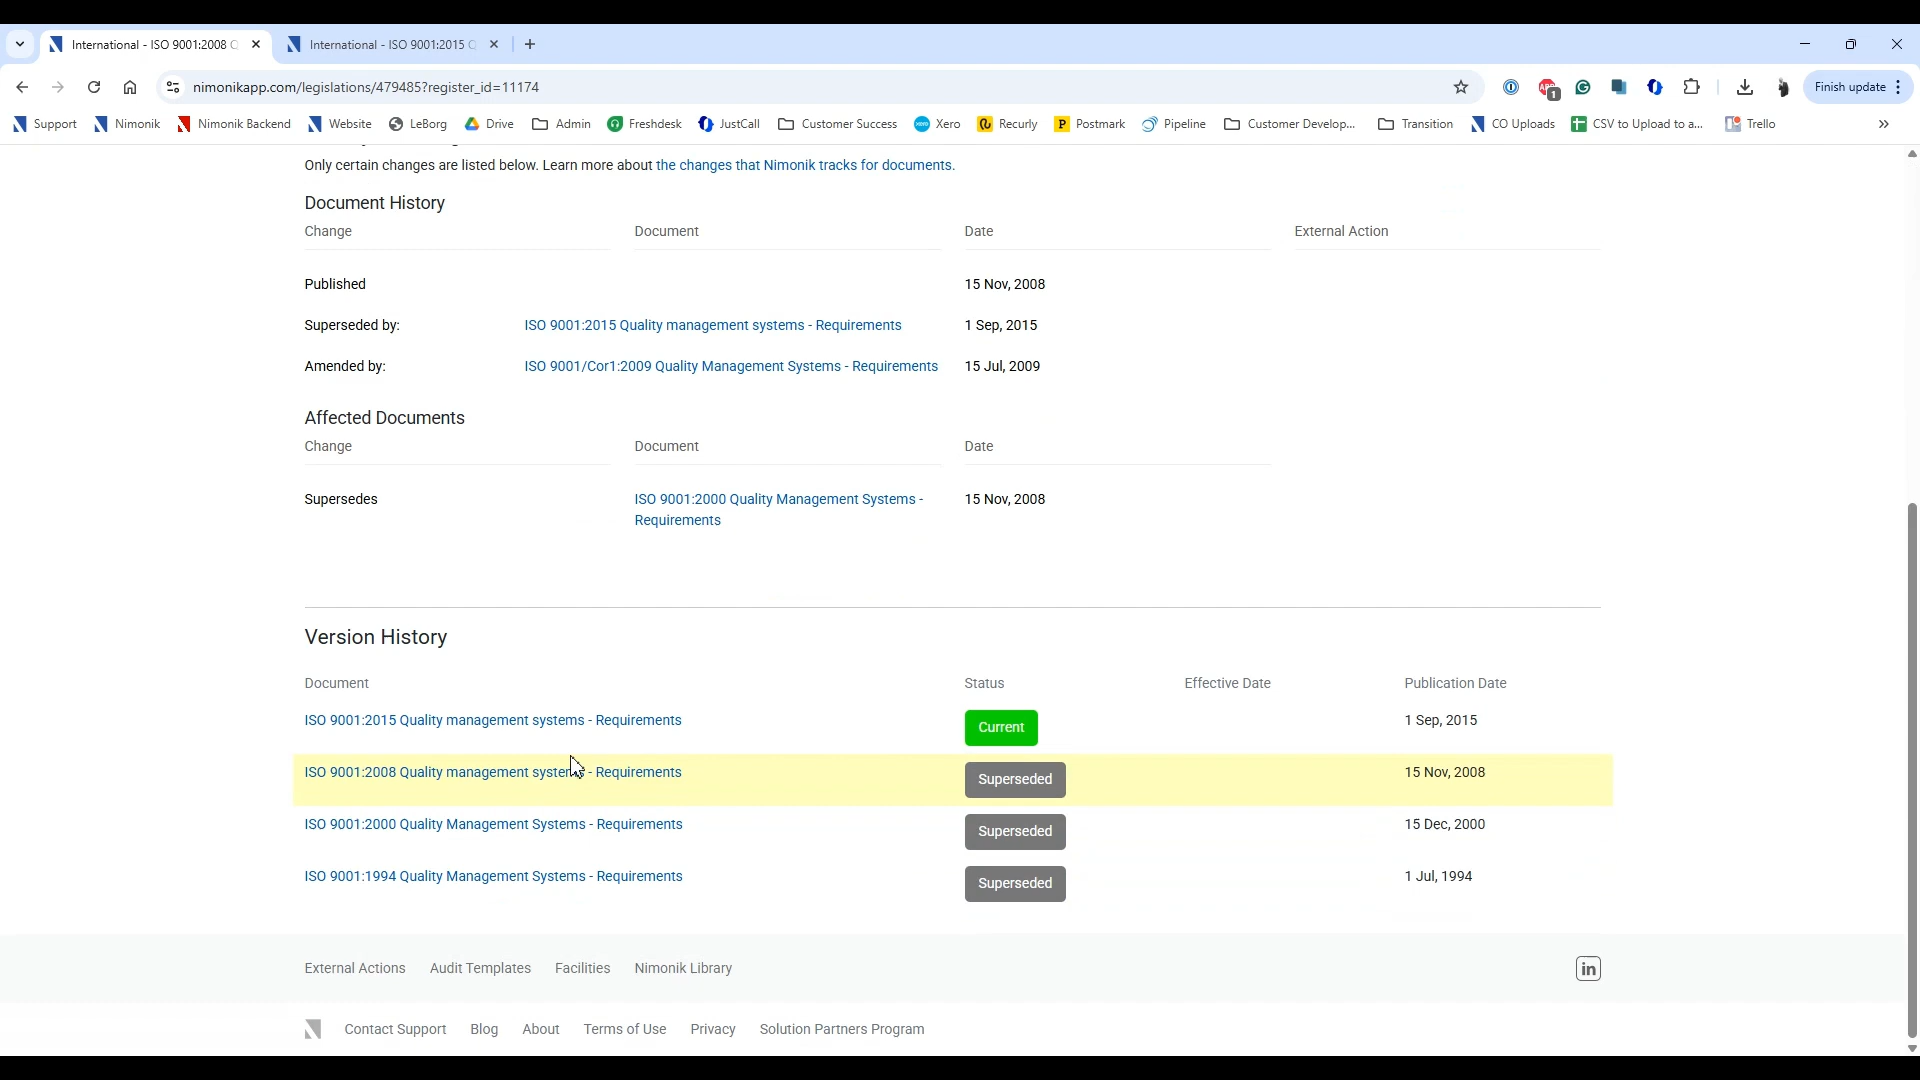 International - ISO 9001:2008 Q
International - ISO 9001:2015 Q
nimonikapp.com/legislations/479485?register_id=11174
1
Finish update
Support Nimonik Nimonik Backend Website LeBorg Drive Admin Freshdesk JustCall Customer Success Xero Recurly Postmark Pipeline Customer Develop... Transition CO Uploads CSV to Upload to a... Trello
Only certain changes are listed below. Learn more about the changes that Nimonik tracks for documents.
Document History
Change Document Date External Action
Published 15 Nov, 2008
Superseded by: ISO 9001:2015 Quality management systems - Requirements 1 Sep, 2015
Amended by: ISO 9001/Cor1:2009 Quality Management Systems - Requirements 15 Jul, 2009
Affected Documents
Change Document Date
Supersedes ISO 9001:2000 Quality Management Systems - 15 Nov, 2008
Requirements
Version History
Document Status Effective Date Publication Date
ISO 9001:2015 Quality management systems - Requirements Current 1 Sep, 2015
ISO 9001:2008 Quality management systems - Requirements Superseded 15 Nov, 2008
ISO 9001:2000 Quality Management Systems - Requirements Superseded 15 Dec, 2000
ISO 9001:1994 Quality Management Systems - Requirements Superseded 1 Jul, 1994
External Actions Audit Templates Facilities Nimonik Library in
Contact Support Blog About Terms of Use Privacy Solution Partners Program